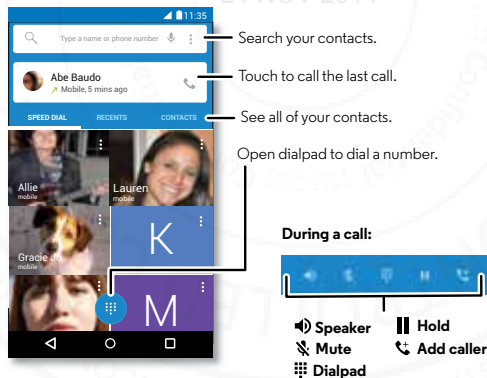 11:35
Type a name or phone number
Search your contacts.
Abe Baudo
Mobile, 5 mins ago
Touch to call the last call.
SPEED DIAL RECENTS CONTACTS
See all of your contacts.
Open dialpad to dial a number.
Allie
mobile
Lauren
mobile
Gracie Jo
mobile
K
M
During a call:
Speaker
Hold
Mute
Add caller
Dialpad